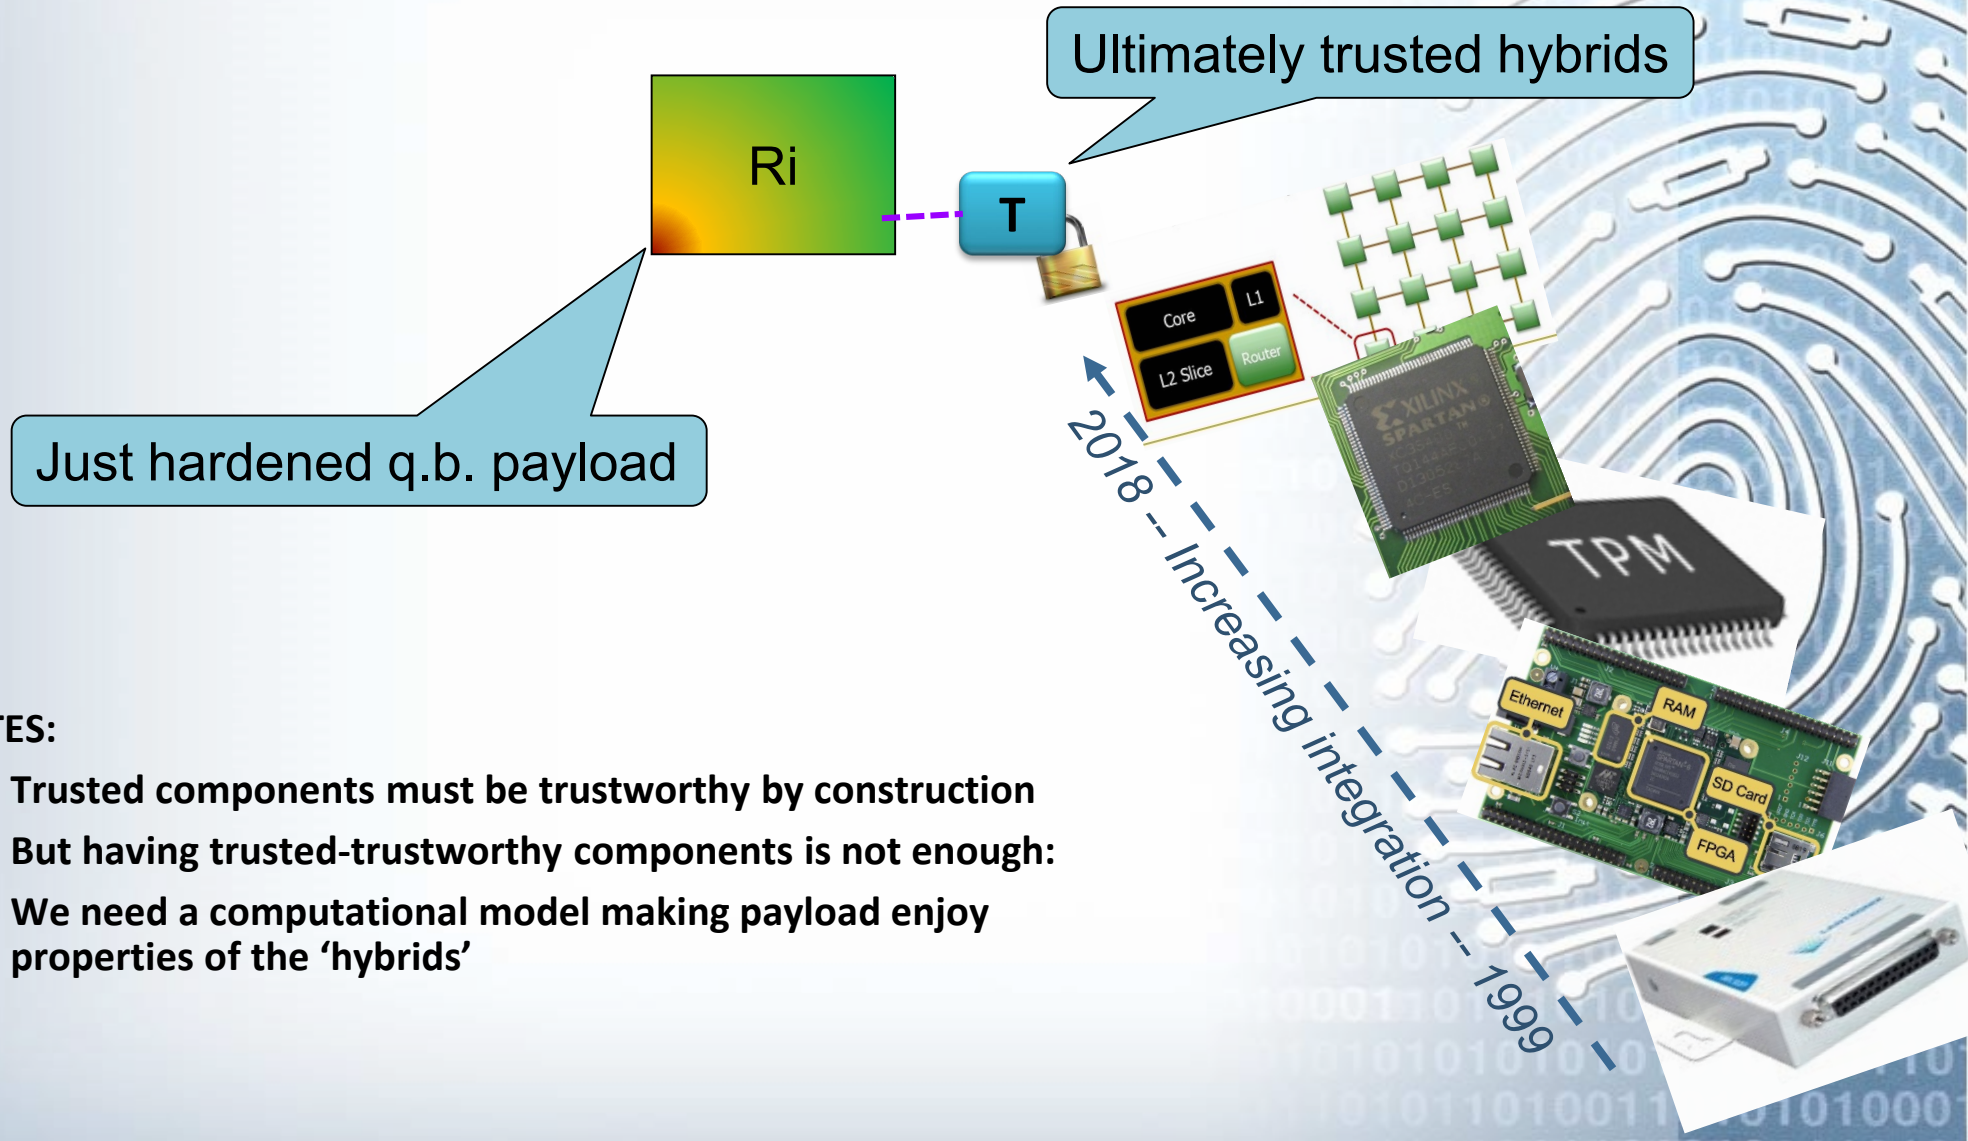 Ultimately trusted hybrids
Ri
T
Core
L1
L2 Slice
Router
XILINX
SPARTAN
TM
Just hardened q.b. payload
TPM
2018 -- Increasing integration -- 1999
Ethernet
RAM
SD Card
FPGA
TES:
Trusted components must be trustworthy by construction
But having trusted-trustworthy components is not enough:
We need a computational model making payload enjoy
properties of the ‘hybrids’